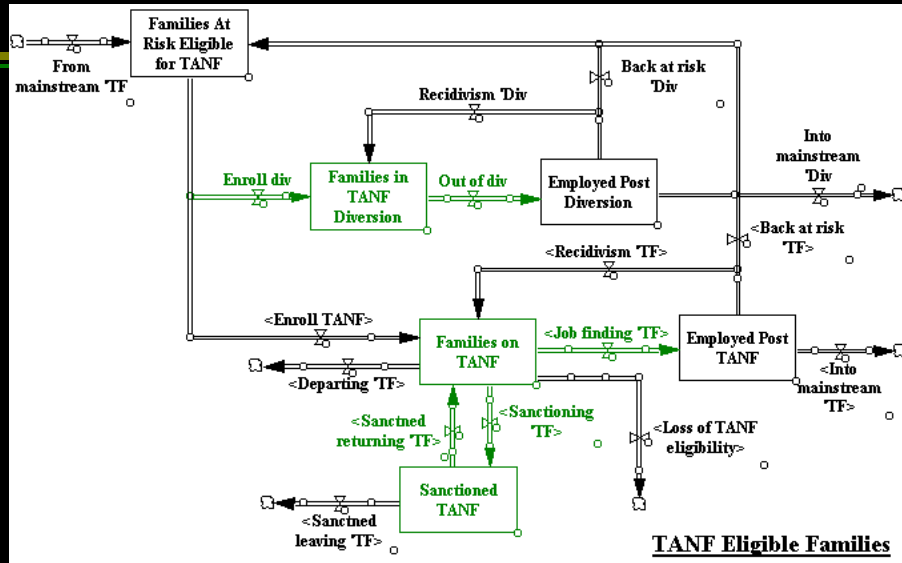 Families At
Risk Eligible
for TANF
From
mainstream 'TF
Back at risk
'Div
Recidivism 'Div
Into
mainstream
'Div
Enroll div
Families in
TANF
Diversion
Out of div
Employed Post
Diversion
<Back at risk
'TF>
<Recidivism 'TF>
<Enroll TANF>
Families on
TANF
<Job finding 'TF>
Employed Post
TANF
<Departing 'TF>
<Into
mainstream
'TF>
<Sanctned
returning 'TF>
<Sanctioning
'TF>
<Loss of TANF
eligibility>
Sanctioned
TANF
<Sanctned
leaving 'TF>
TANF Eligible Families